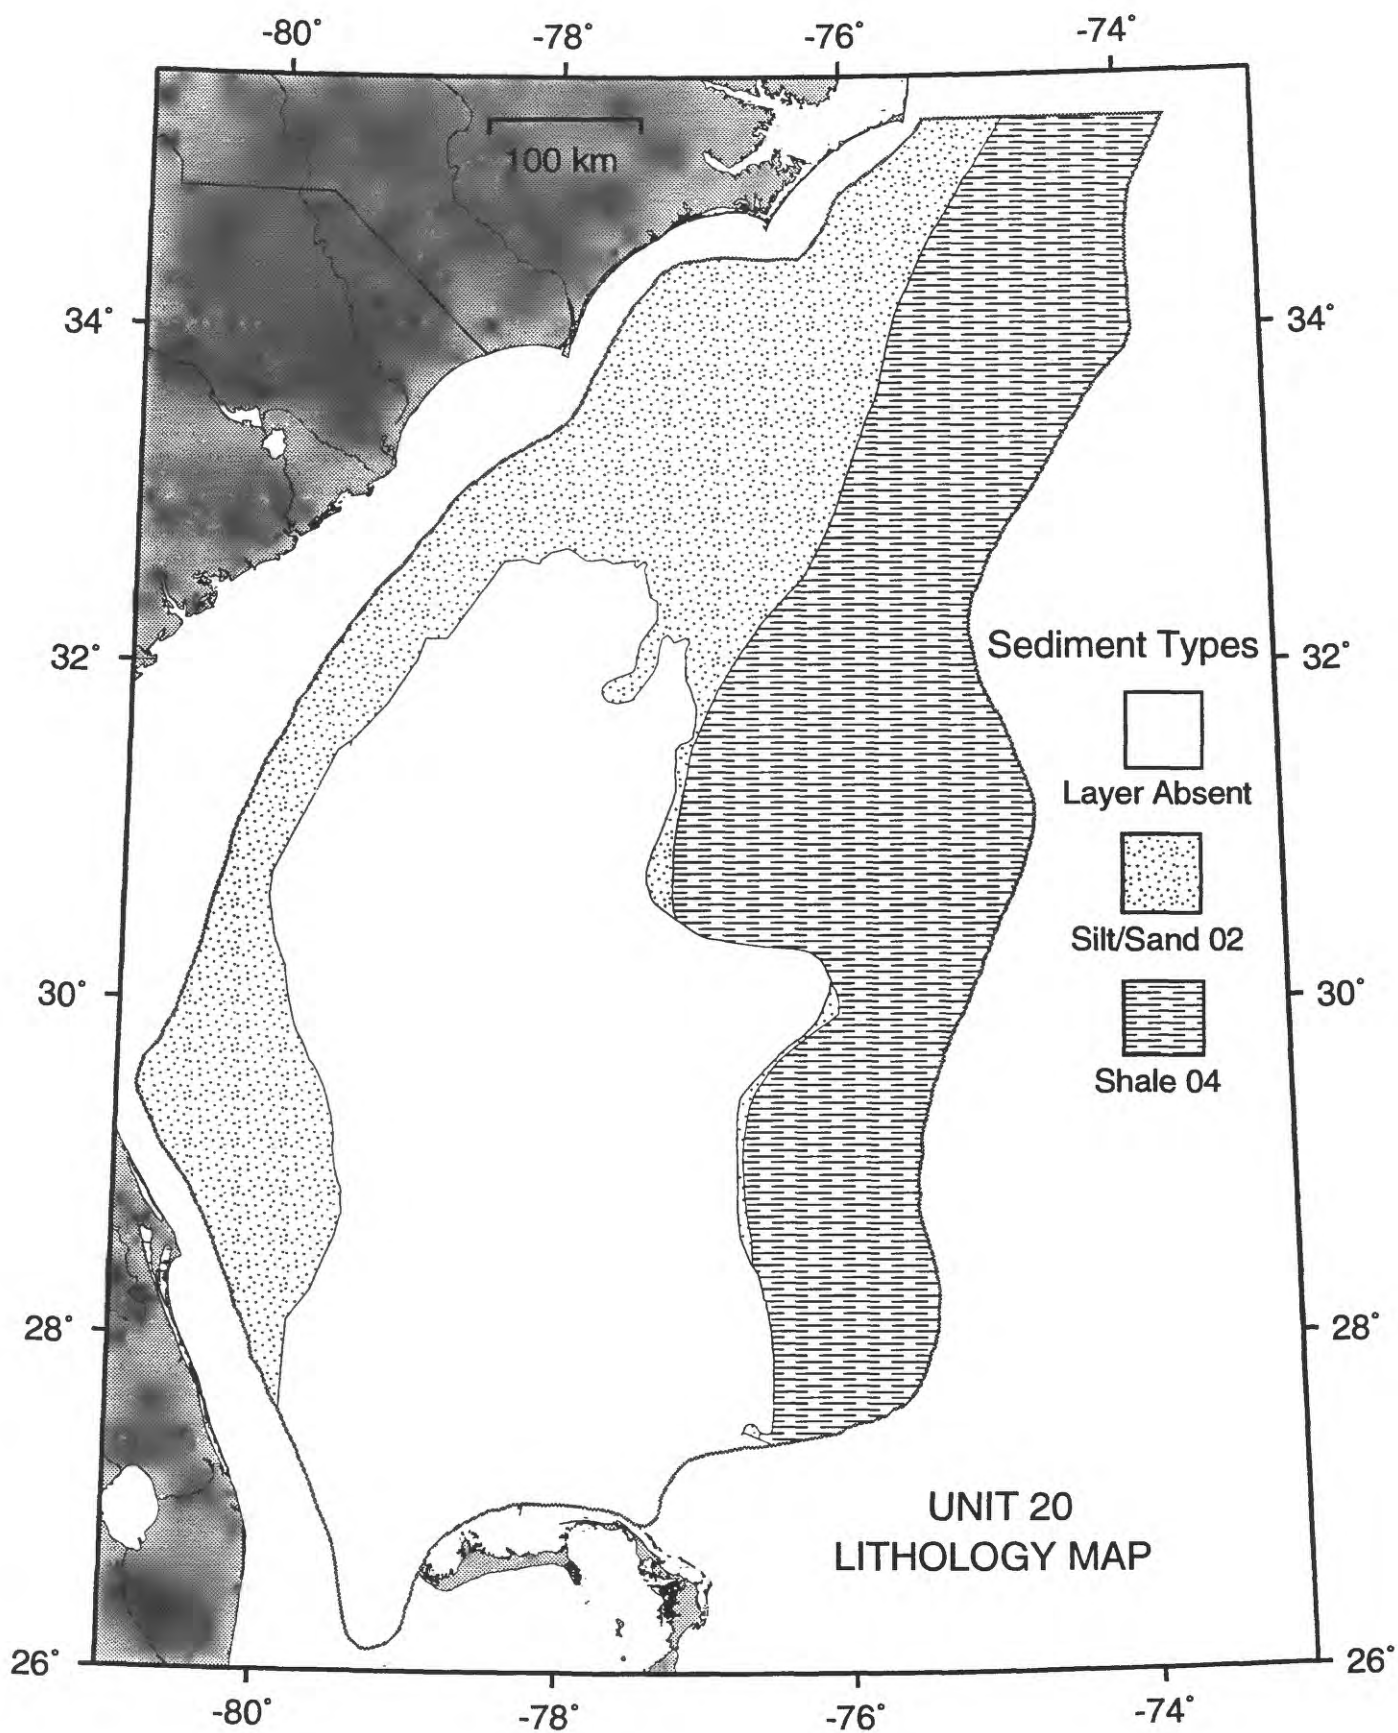 -80° -78° -76° -74°
100 km
34° 34°
32° 32°
Sediment Types
Layer Absent
Silt/Sand 02
30° 30°
Shale 04
28° 28°
UNIT 20
LITHOLOGY MAP
26° 26°
-80° -78° -76° -74°